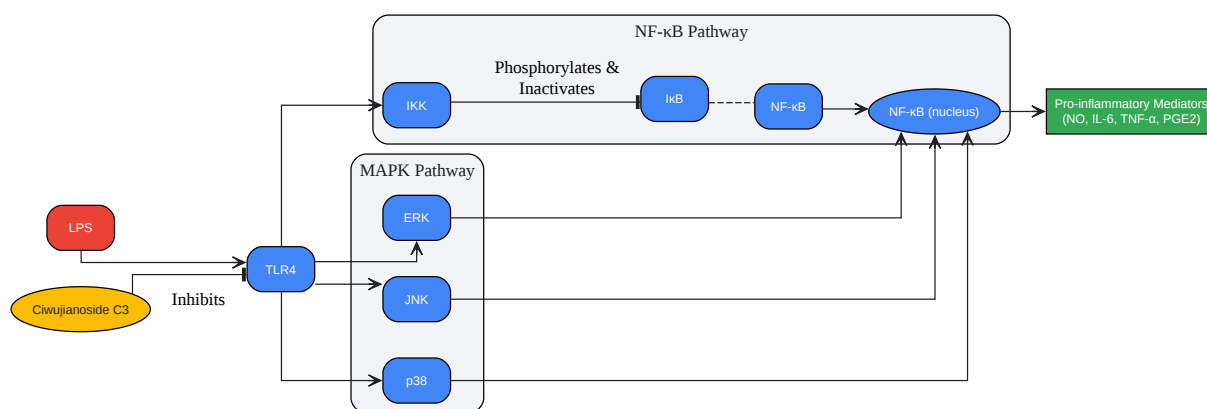 NF-κB Pathway
Phosphorylates &
Inactivates
IKK
IκB
NF-κB
NF-κB (nucleus)
Pro-inflammatory Mediators
(NO, IL-6, TNF-α, PGE2)
MAPK Pathway
ERK
LPS
TLR4
Ciwujianoside C3
Inhibits
JNK
p38